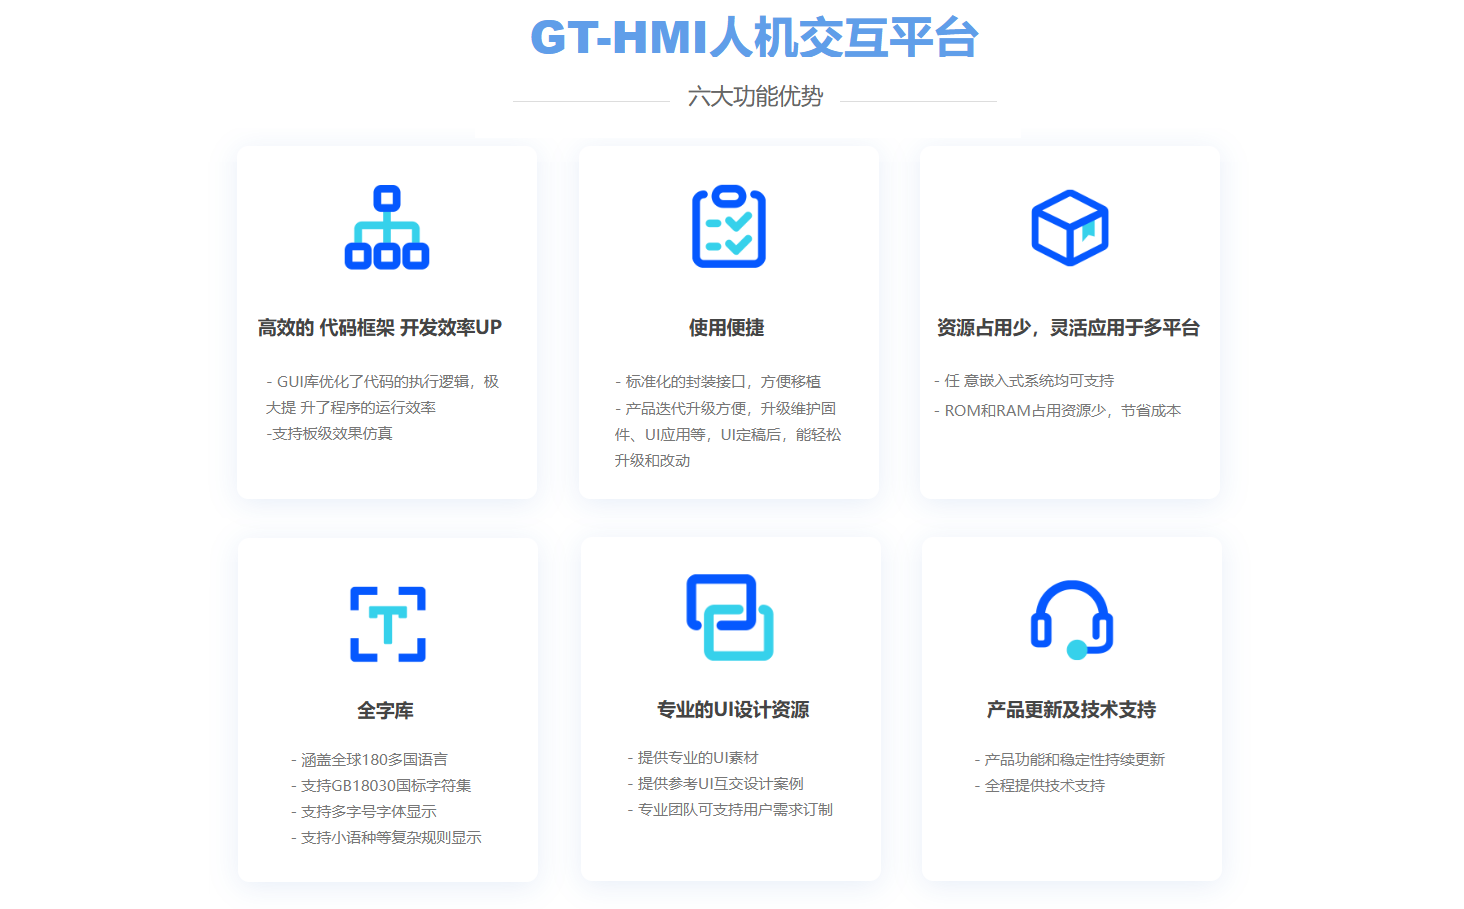 GT-HMI人机交互平台
六大功能优势
高效的 代码框架 开发效率UP
- GUI库优化了代码的执行逻辑，极
大提 升了程序的运行效率
-支持板级效果仿真
使用便捷
- 标准化的封装接口，方便移植
- 产品迭代升级方便，升级维护固
件、UI应用等，UI定稿后，能轻松
升级和改动
资源占用少，灵活应用于多平台
- 任 意嵌入式系统均可支持
- ROM和RAM占用资源少，节省成本
T
全字库
- 涵盖全球180多国语言
- 支持GB18030国标字符集
- 支持多字号字体显示
- 支持小语种等复杂规则显示
专业的UI设计资源
- 提供专业的UI素材
- 提供参考UI互交设计案例
- 专业团队可支持用户需求订制
产品更新及技术支持
- 产品功能和稳定性持续更新
- 全程提供技术支持